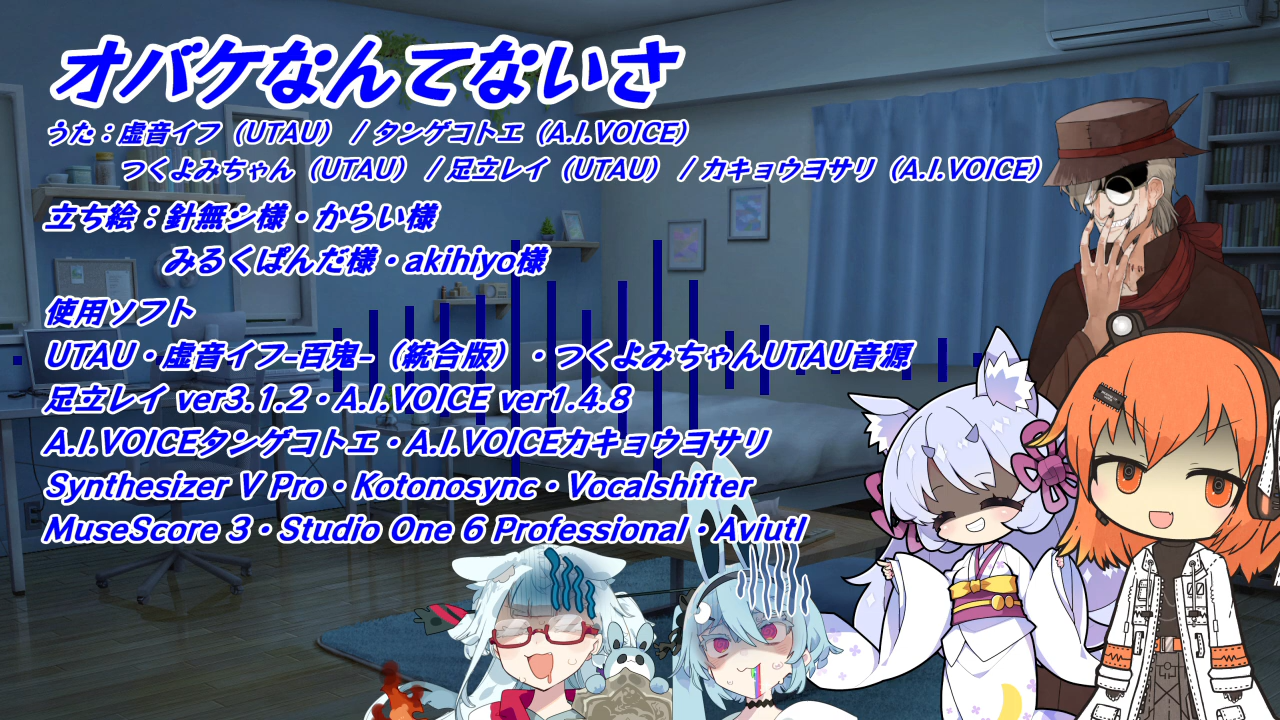 オバケなんてないさ
うた：虚音イフ（UTAU） / タンゲコトエ（A.I.VOICE）
つくよみちゃん（UTAU） / 足立レイ（UTAU） / カキョウヨサリ（A.I.VOICE）
立ち絵：針無シ様・からい様
みるくぱんだ様・akihiyo様
使用ソフト
UTAU・虚音イフ-百鬼-（統合版）・つくよみちゃんUTAU音源
足立レイ ver3.1.2・A.I.VOICE ver1.4.8
A.I.VOICEタンゲコトエ・A.I.VOICEカキョウヨサリ
Synthesizer V Pro・Kotonosync・Vocalshifter
MuseScore 3・Studio One 6 Professional・Aviutl